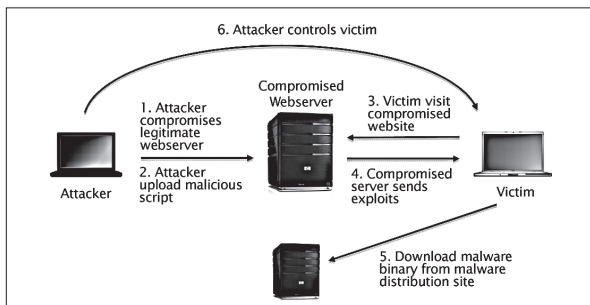 6. Attacker controls victim
Compromised
Webserver
1. Attacker
compromises
legitimate
webserver
2. Attacker
upload malicious
script
3. Victim visit
compromised
website
4. Compromised
server sends
exploits
Attacker
Victim
5. Download malware
binary from malware
distribution site